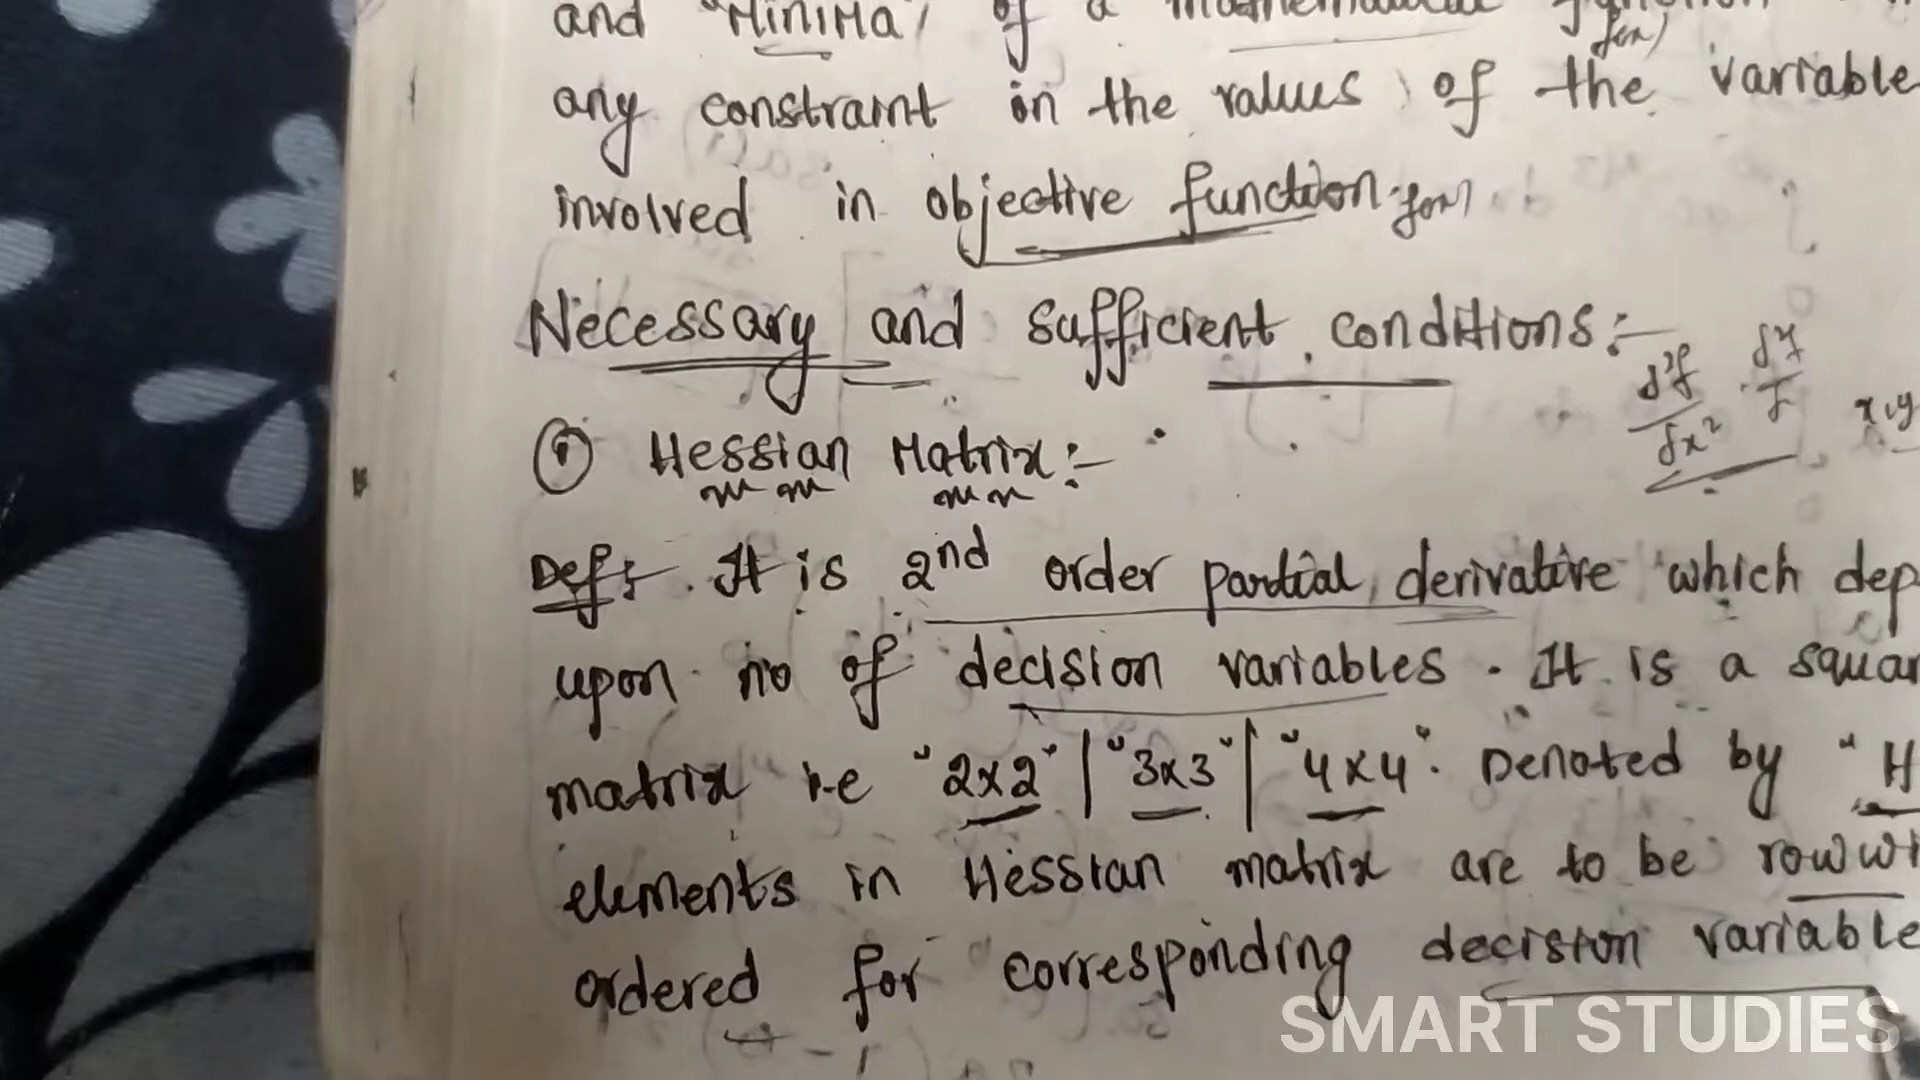 and "Minima" of a mathematical function
f(x)
any constraint in the values of the variable
involved in objective function f(x)
Necessary and sufficient conditions:-
① Hessian Matrix:-
Def: It is 2nd order partial derivative which dep
upon no of decision variables. It is a squar
matrix i.e "2x2" | "3x3" | "4x4". Denoted by "H
elements in Hessian matrix are to be rowwi
ordered for corresponding decision variable
SMART STUDIES